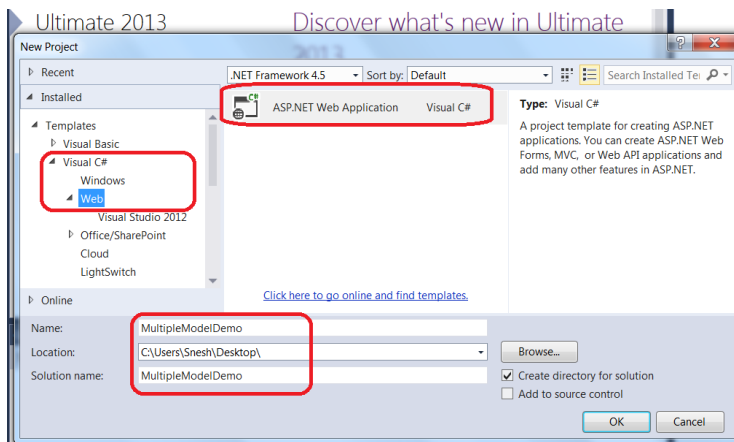 Ultimate 2013
Discover what's new in Ultimate
2013
New Project
Recent
.NET Framework 4.5
Sort by: Default
Search Installed Te
Installed
Templates
Visual Basic
Visual C#
Windows
Web
Visual Studio 2012
Office/SharePoint
Cloud
LightSwitch
Online
C#
ASP.NET Web Application
Visual C#
Click here to go online and find templates.
Type: Visual C#
A project template for creating ASP.NET
applications. You can create ASP.NET Web
Forms, MVC, or Web API applications and
add many other features in ASP.NET.
Name:
MultipleModelDemo
Location:
C:\Users\Snesh\Desktop\
Browse...
Solution name:
MultipleModelDemo
Create directory for solution
Add to source control
OK
Cancel